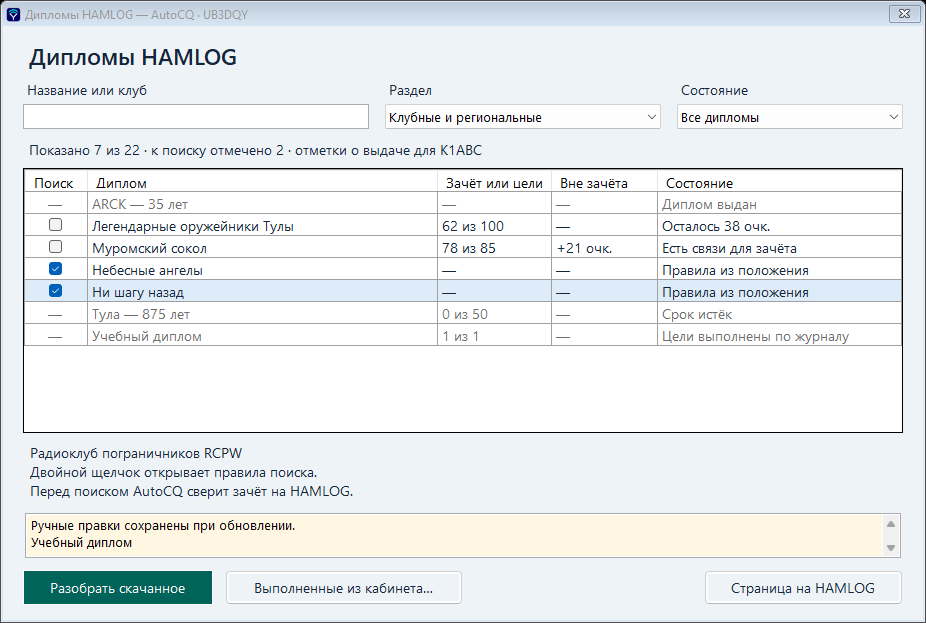 Дипломы HAMLOG — AutoCQ · UB3DQY
Дипломы HAMLOG
Название или клуб Раздел Состояние
Клубные и региональные Все дипломы
Показано 7 из 22 · к поиску отмечено 2 · отметки о выдаче для K1ABC
Поиск Диплом Зачёт или цели Вне зачёта Состояние
— ARCK — 35 лет — — Диплом выдан
Легендарные оружейники Тулы 62 из 100 — Осталось 38 очк.
Муромский сокол 78 из 85 +21 очк. Есть связи для зачёта
Небесные ангелы — — Правила из положения
Ни шагу назад — — Правила из положения
— Тула — 875 лет 0 из 50 — Срок истёк
— Учебный диплом 1 из 1 — Цели выполнены по журналу
Радиоклуб пограничников RCPW
Двойной щелчок открывает правила поиска.
Перед поиском AutoCQ сверит зачёт на HAMLOG.
Ручные правки сохранены при обновлении.
Учебный диплом
Разобрать скачанное Выполненные из кабинета... Страница на HAMLOG